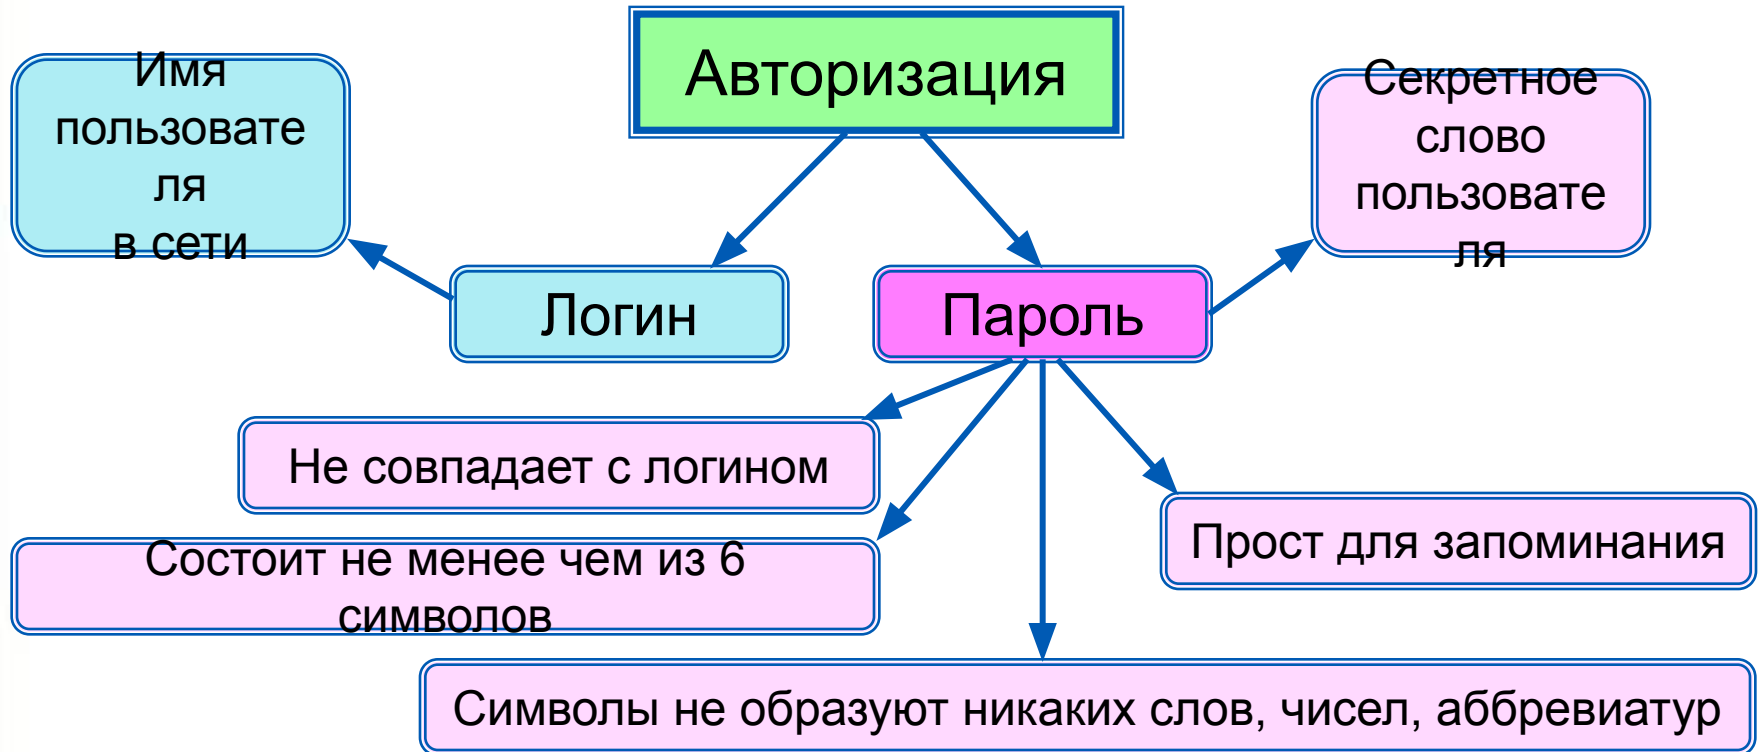 Авторизация
Имя
пользовате
ля
в сети
Секретное
слово
пользовате
ля
Логин
Пароль
Не совпадает с логином
Состоит не менее чем из 6
символов
Прост для запоминания
Символы не образуют никаких слов, чисел, аббревиатур